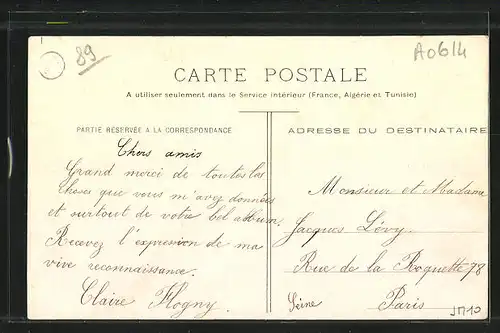 89
A0614
CARTE POSTALE
A utiliser seulement dans le Service intérieur (France, Algérie et Tunisie)
PARTIE RÉSERVÉE A LA CORRESPONDANCE
ADRESSE DU DESTINATAIRE
Chers amis
Grand merci de toutes les
choses que vous m'avez données
et surtout de votre bel album.
Recevez l'expression de ma
vive reconnaissance.
Claire Flogny.
Monsieur et Madame
Jacques Lévy.
Rue de la Roquette 78
Paris
Seine